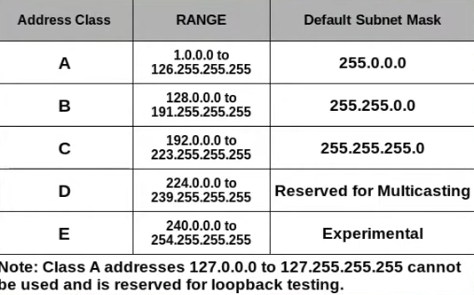 Address Class RANGE Default Subnet Mask
A 1.0.0.0 to 255.0.0.0
126.255.255.255
B 128.0.0.0 to 255.255.0.0
191.255.255.255
C 192.0.0.0 to 255.255.255.0
223.255.255.255
D 224.0.0.0 to Reserved for Multicasting
239.255.255.255
E 240.0.0.0 to Experimental
254.255.255.255
Note: Class A addresses 127.0.0.0 to 127.255.255.255 cannot
be used and is reserved for loopback testing.